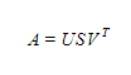 A = USV^T